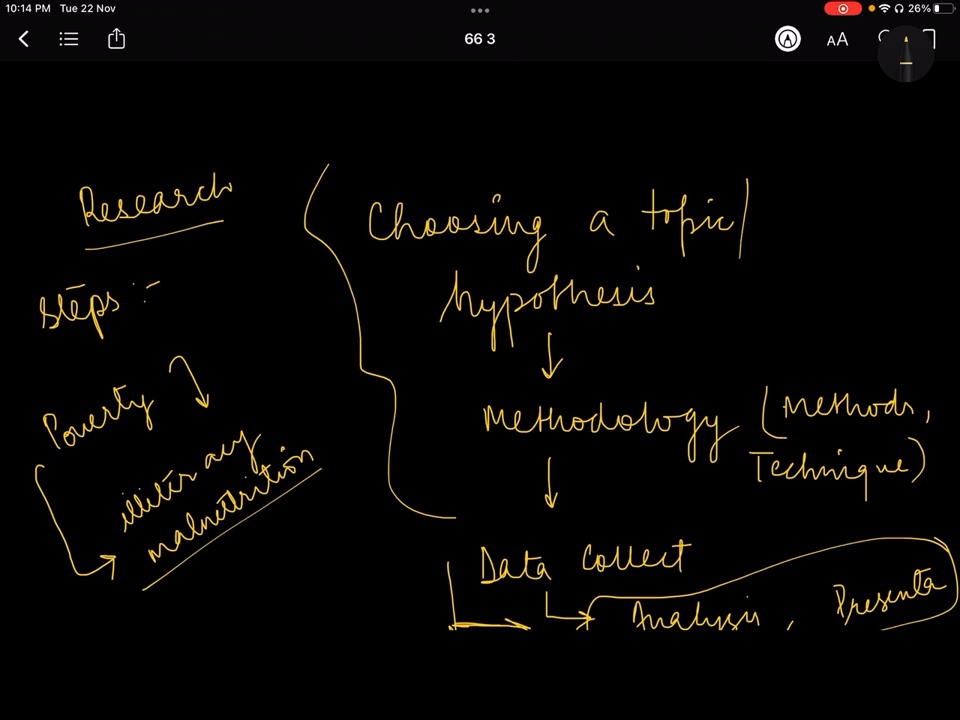 10:14 PM Tue 22 Nov
26%
66 3
AA
Research
Steps :-
Poverty
illiteracy
malnutrition
Choosing a topic/
hypothesis
Methodology (Methods,
Technique)
Data Collect
Analysis, Presenta